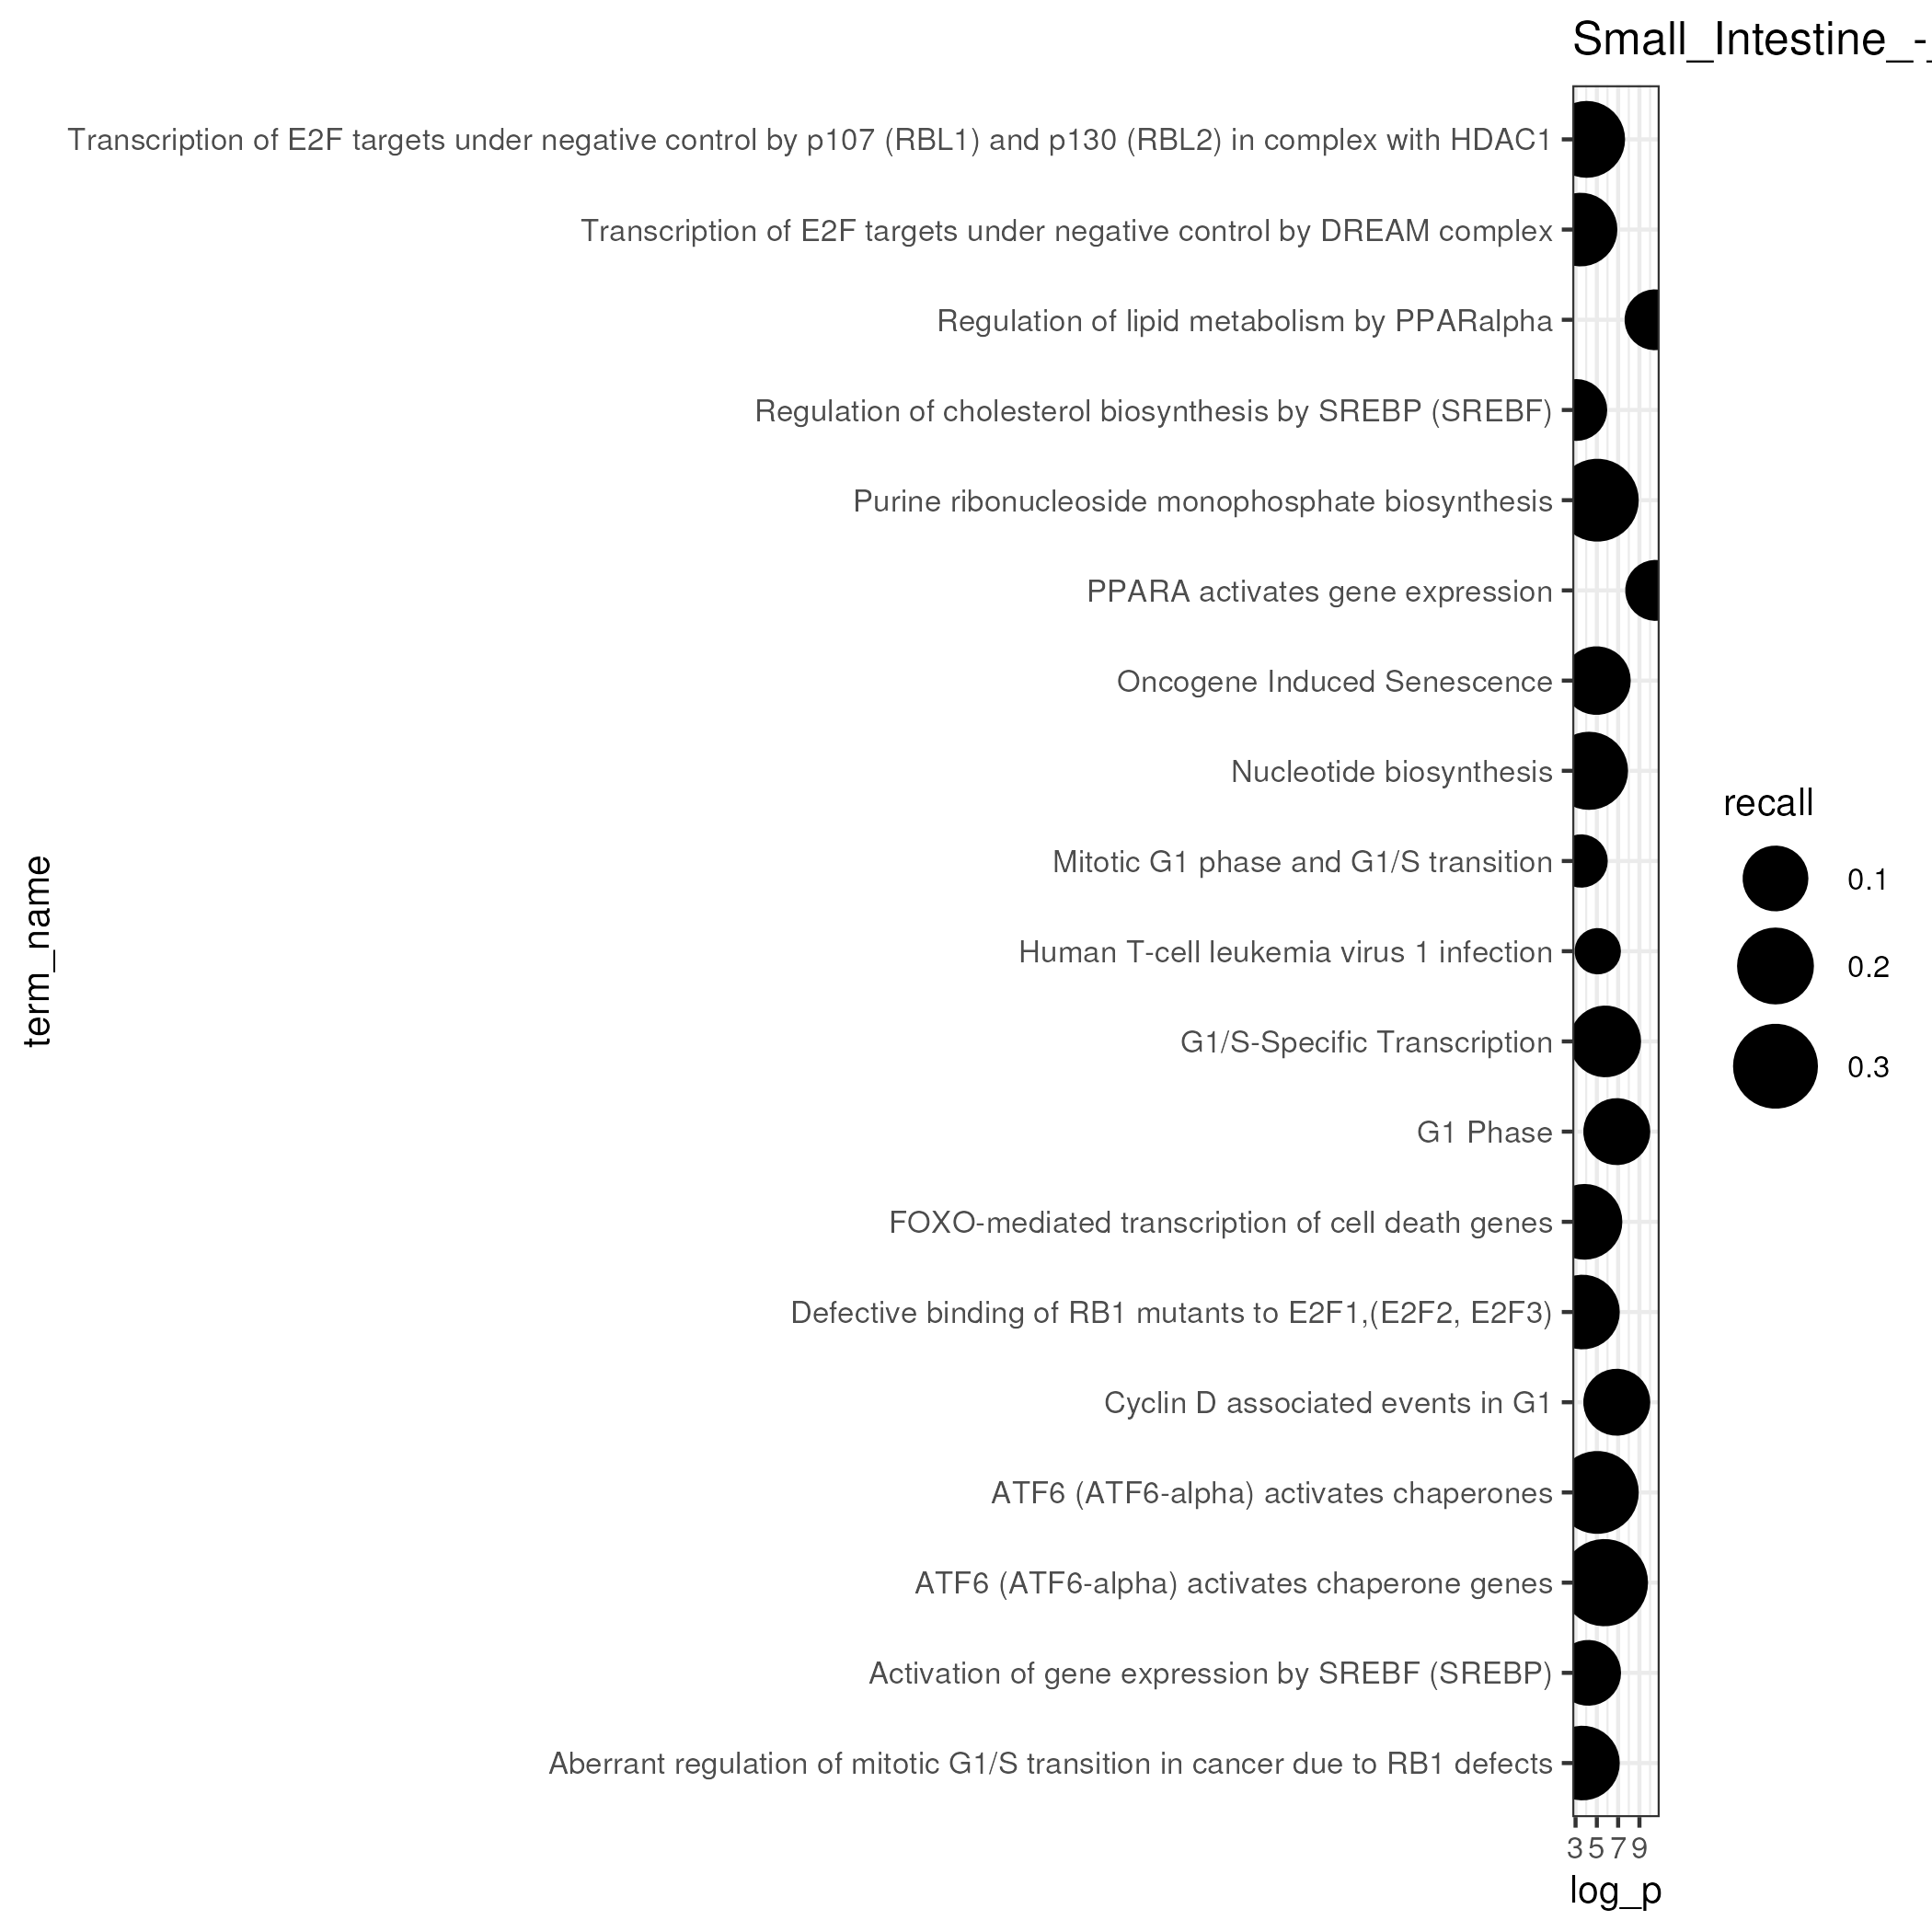 Small_Intestine_-_
Transcription of E2F targets under negative control by p107 (RBL1) and p130 (RBL2) in complex with HDAC1
Transcription of E2F targets under negative control by DREAM complex
Regulation of lipid metabolism by PPARalpha
Regulation of cholesterol biosynthesis by SREBP (SREBF)
Purine ribonucleoside monophosphate biosynthesis
PPARA activates gene expression
Oncogene Induced Senescence
Nucleotide biosynthesis
Mitotic G1 phase and G1/S transition
Human T-cell leukemia virus 1 infection
G1/S-Specific Transcription
G1 Phase
FOXO-mediated transcription of cell death genes
Defective binding of RB1 mutants to E2F1,(E2F2, E2F3)
Cyclin D associated events in G1
ATF6 (ATF6-alpha) activates chaperones
ATF6 (ATF6-alpha) activates chaperone genes
Activation of gene expression by SREBF (SREBP)
Aberrant regulation of mitotic G1/S transition in cancer due to RB1 defects
term_name
3 5 7 9
log_p
recall
0.1
0.2
0.3